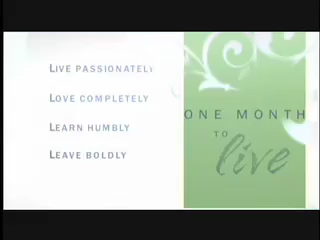 LIVE PASSIONATELY
LOVE COMPLETELY
LEARN HUMBLY
LEAVE BOLDLY
ONE MONTH
TO
live